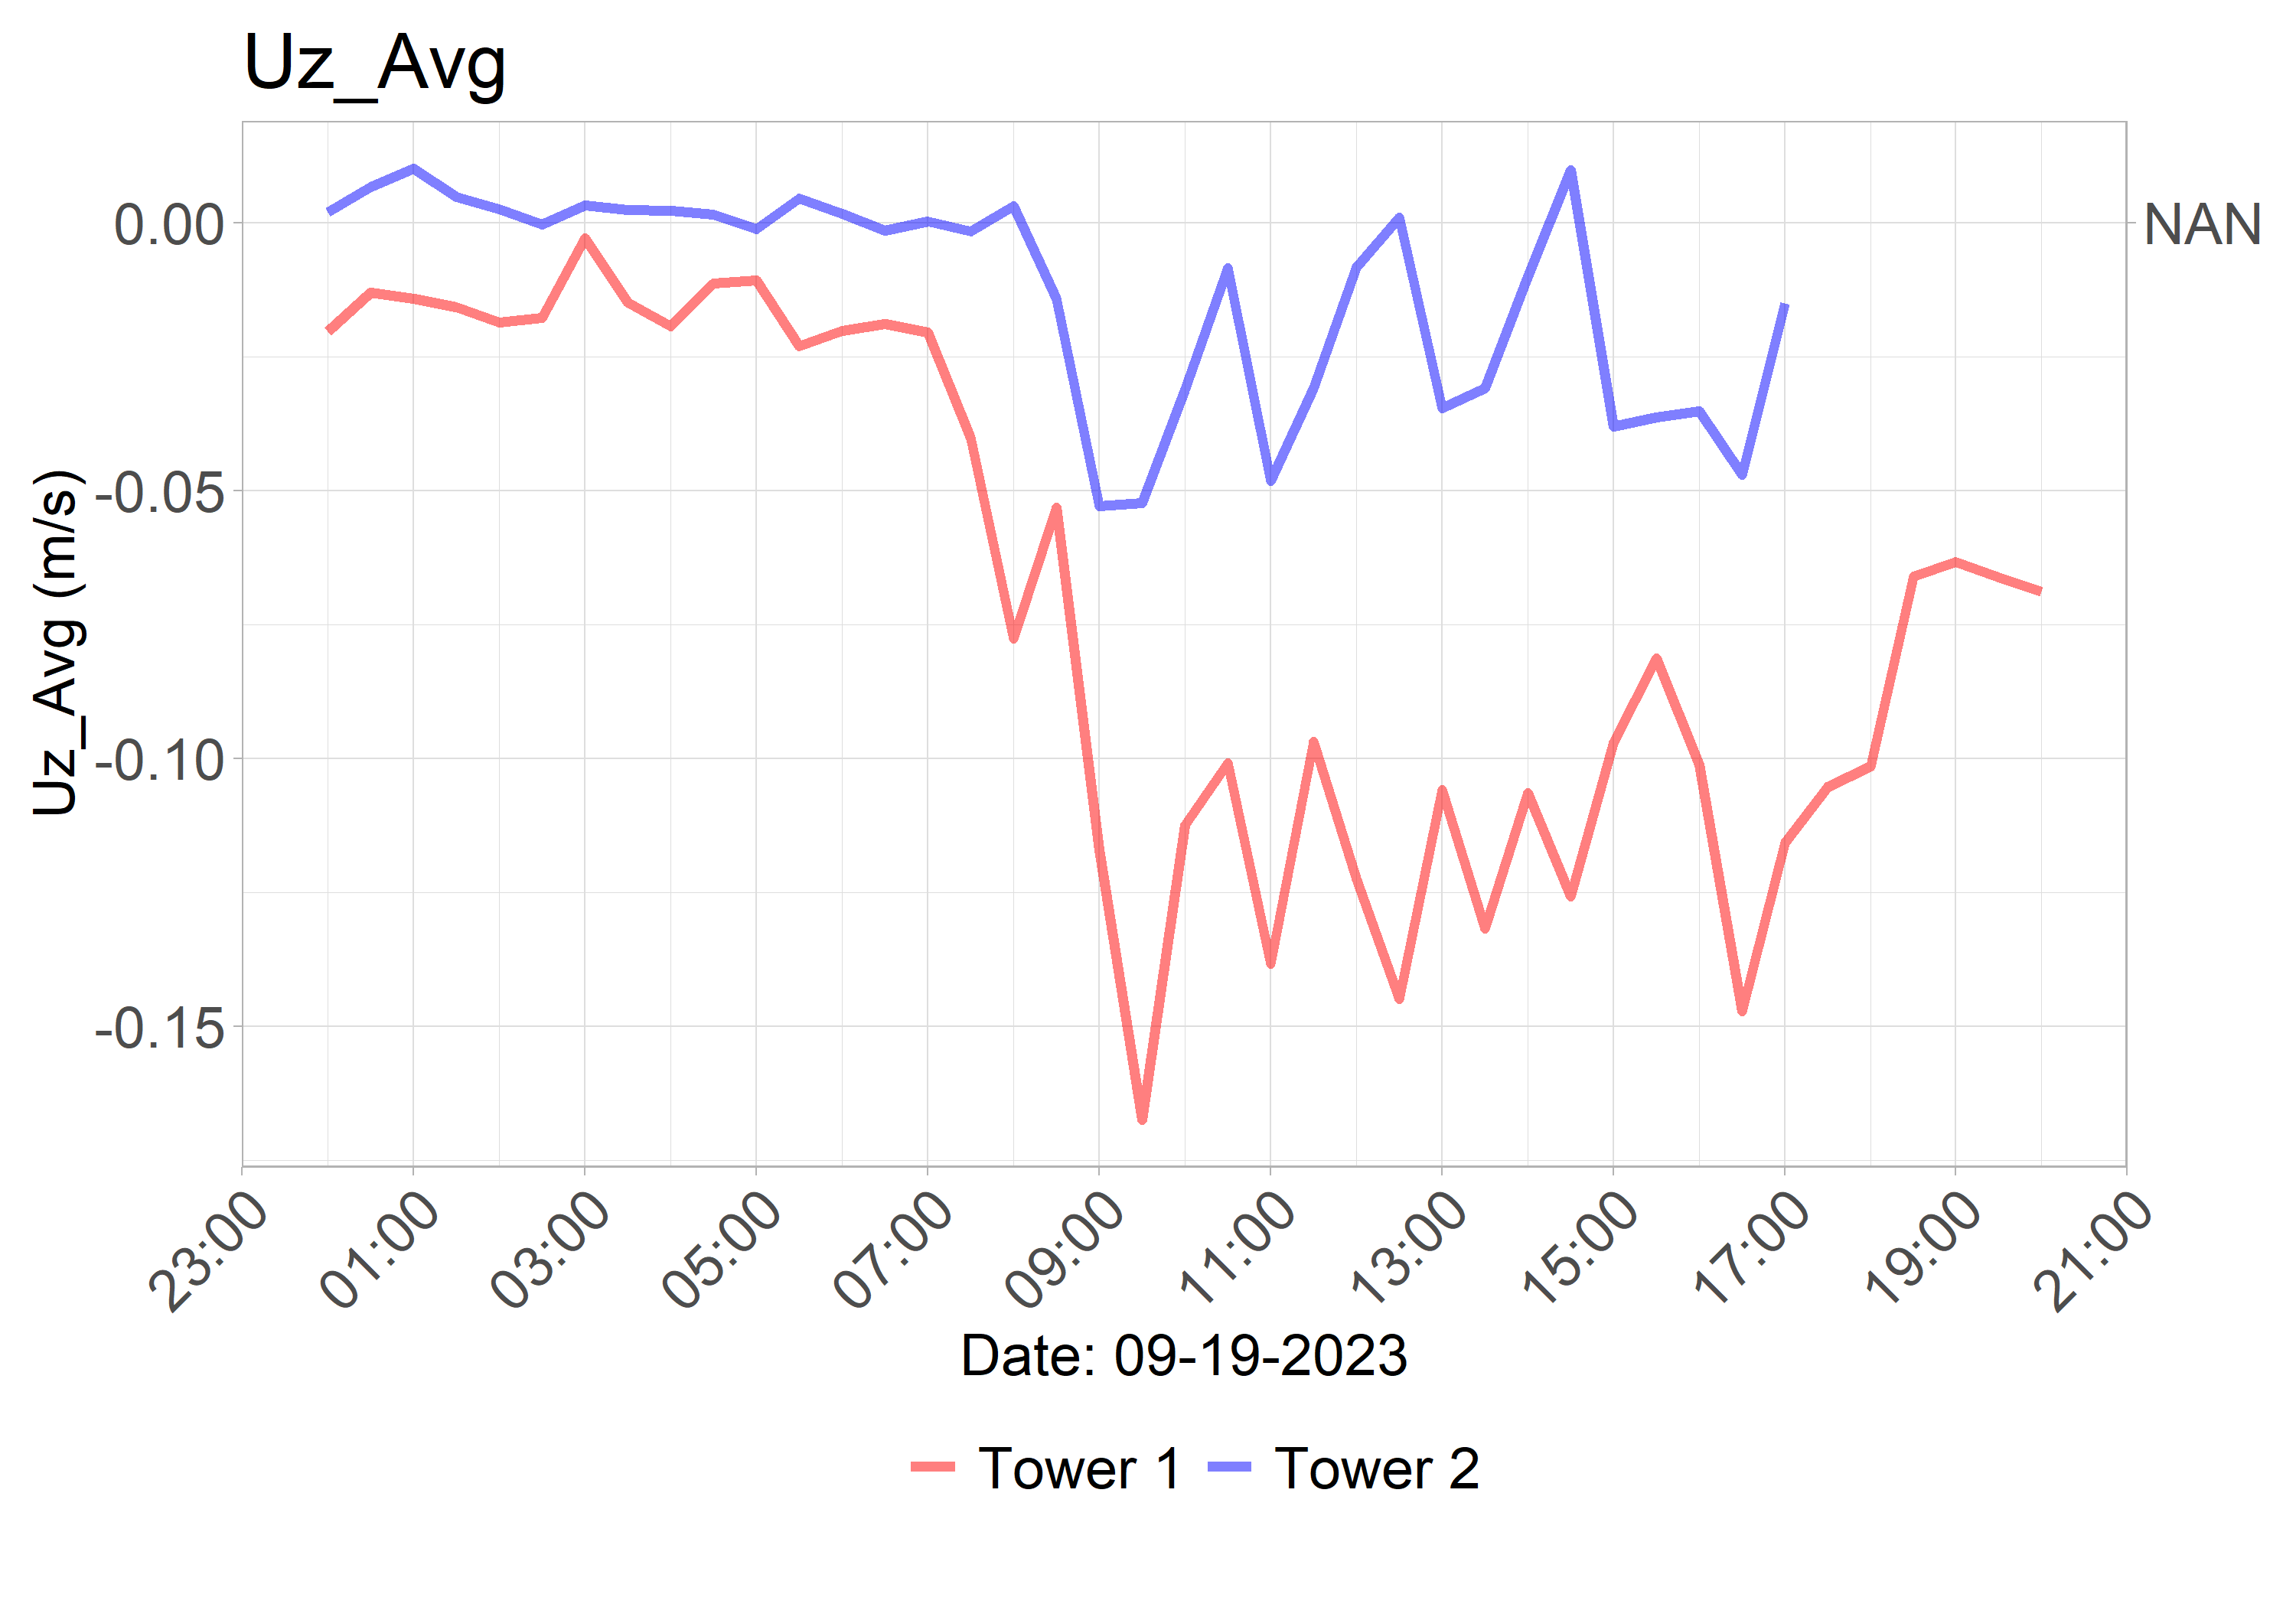 Uz_Avg
0.00
-0.05
-0.10
-0.15
Uz_Avg (m/s)
NAN
23:00 01:00 03:00 05:00 07:00 09:00 11:00 13:00 15:00 17:00 19:00 21:00
Date: 09-19-2023
Tower 1 Tower 2